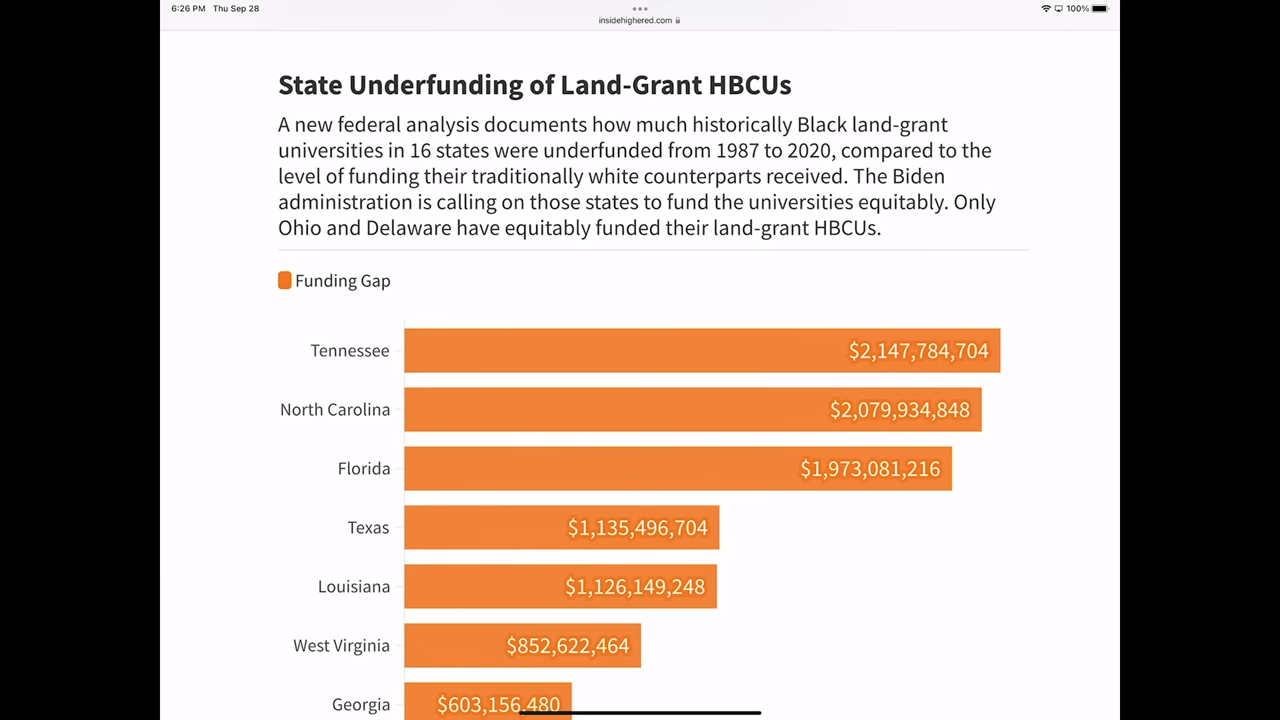 6:26 PM Thu Sep 28
100%
insidehighered.com
State Underfunding of Land-Grant HBCUs
A new federal analysis documents how much historically Black land-grant
universities in 16 states were underfunded from 1987 to 2020, compared to the
level of funding their traditionally white counterparts received. The Biden
administration is calling on those states to fund the universities equitably. Only
Ohio and Delaware have equitably funded their land-grant HBCUs.
Funding Gap
Tennessee $2,147,784,704
North Carolina $2,079,934,848
Florida $1,973,081,216
Texas $1,135,496,704
Louisiana $1,126,149,248
West Virginia $852,622,464
Georgia $603,156,480